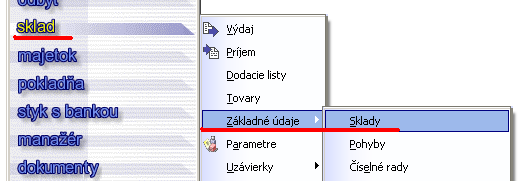 odbyt
sklad
majetok
pokladňa
styk s bankou
manažér
dokumenty
Výdaj
Príjem
Dodacie listy
Tovary
Základné údaje
Parametre
Uzávierky
Sklady
Pohyby
Číselné rady